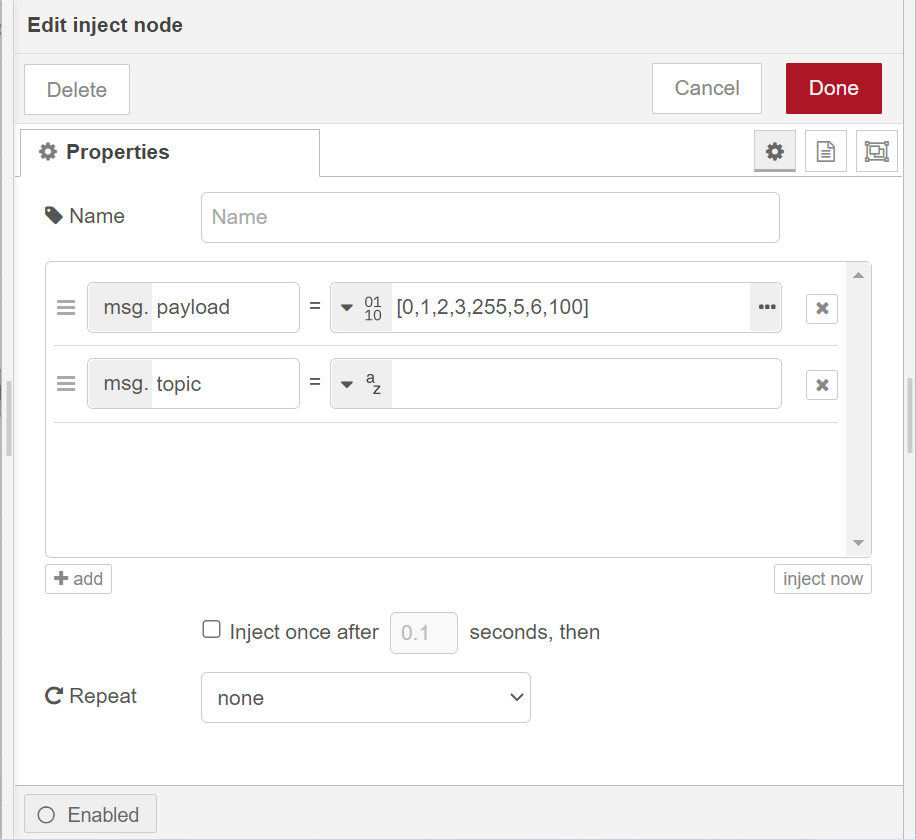 Edit inject node
Delete
Cancel
Done
Properties
Name
Name
msg. payload = 01 10 [0,1,2,3,255,5,6,100]
msg. topic = a z
add
inject now
Inject once after 0.1 seconds, then
Repeat
none
Enabled